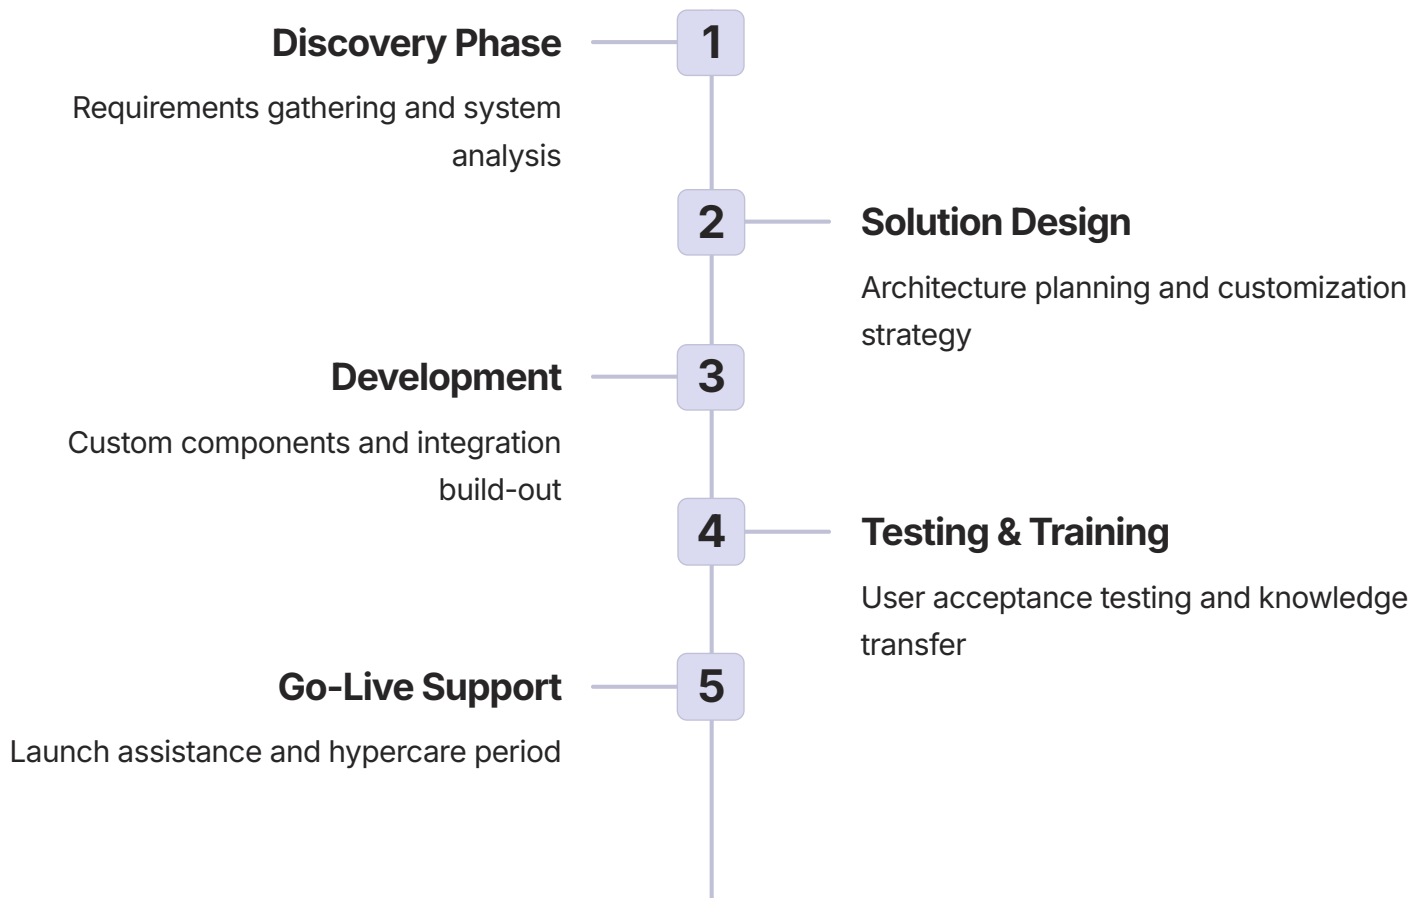 1
Discovery Phase
Requirements gathering and system
analysis
2
Solution Design
Architecture planning and customization
strategy
3
Development
Custom components and integration
build-out
4
Testing & Training
User acceptance testing and knowledge
transfer
5
Go-Live Support
Launch assistance and hypercare period